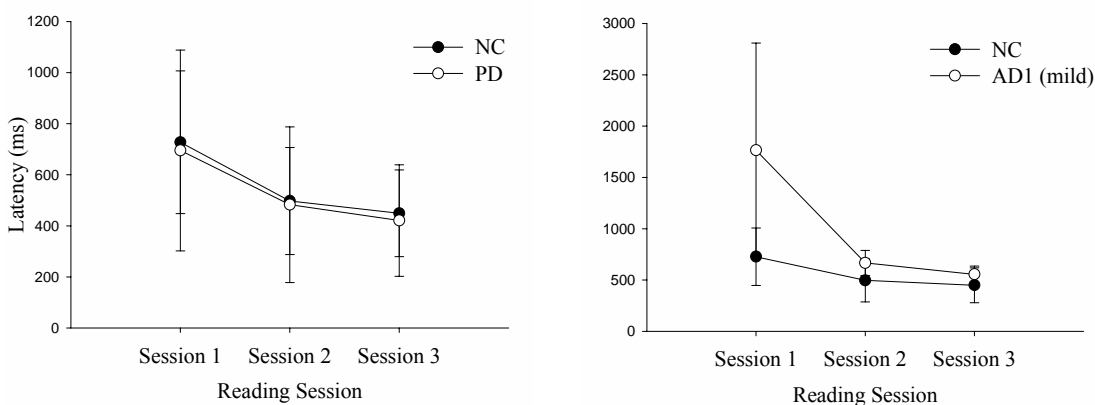 1200
1000
800
600
400
200
0
Latency (ms)
NC
PD
Session 1 Session 2 Session 3
Reading Session
3000
2500
2000
1500
1000
500
0
NC
AD1 (mild)
Session 1 Session 2 Session 3
Reading Session